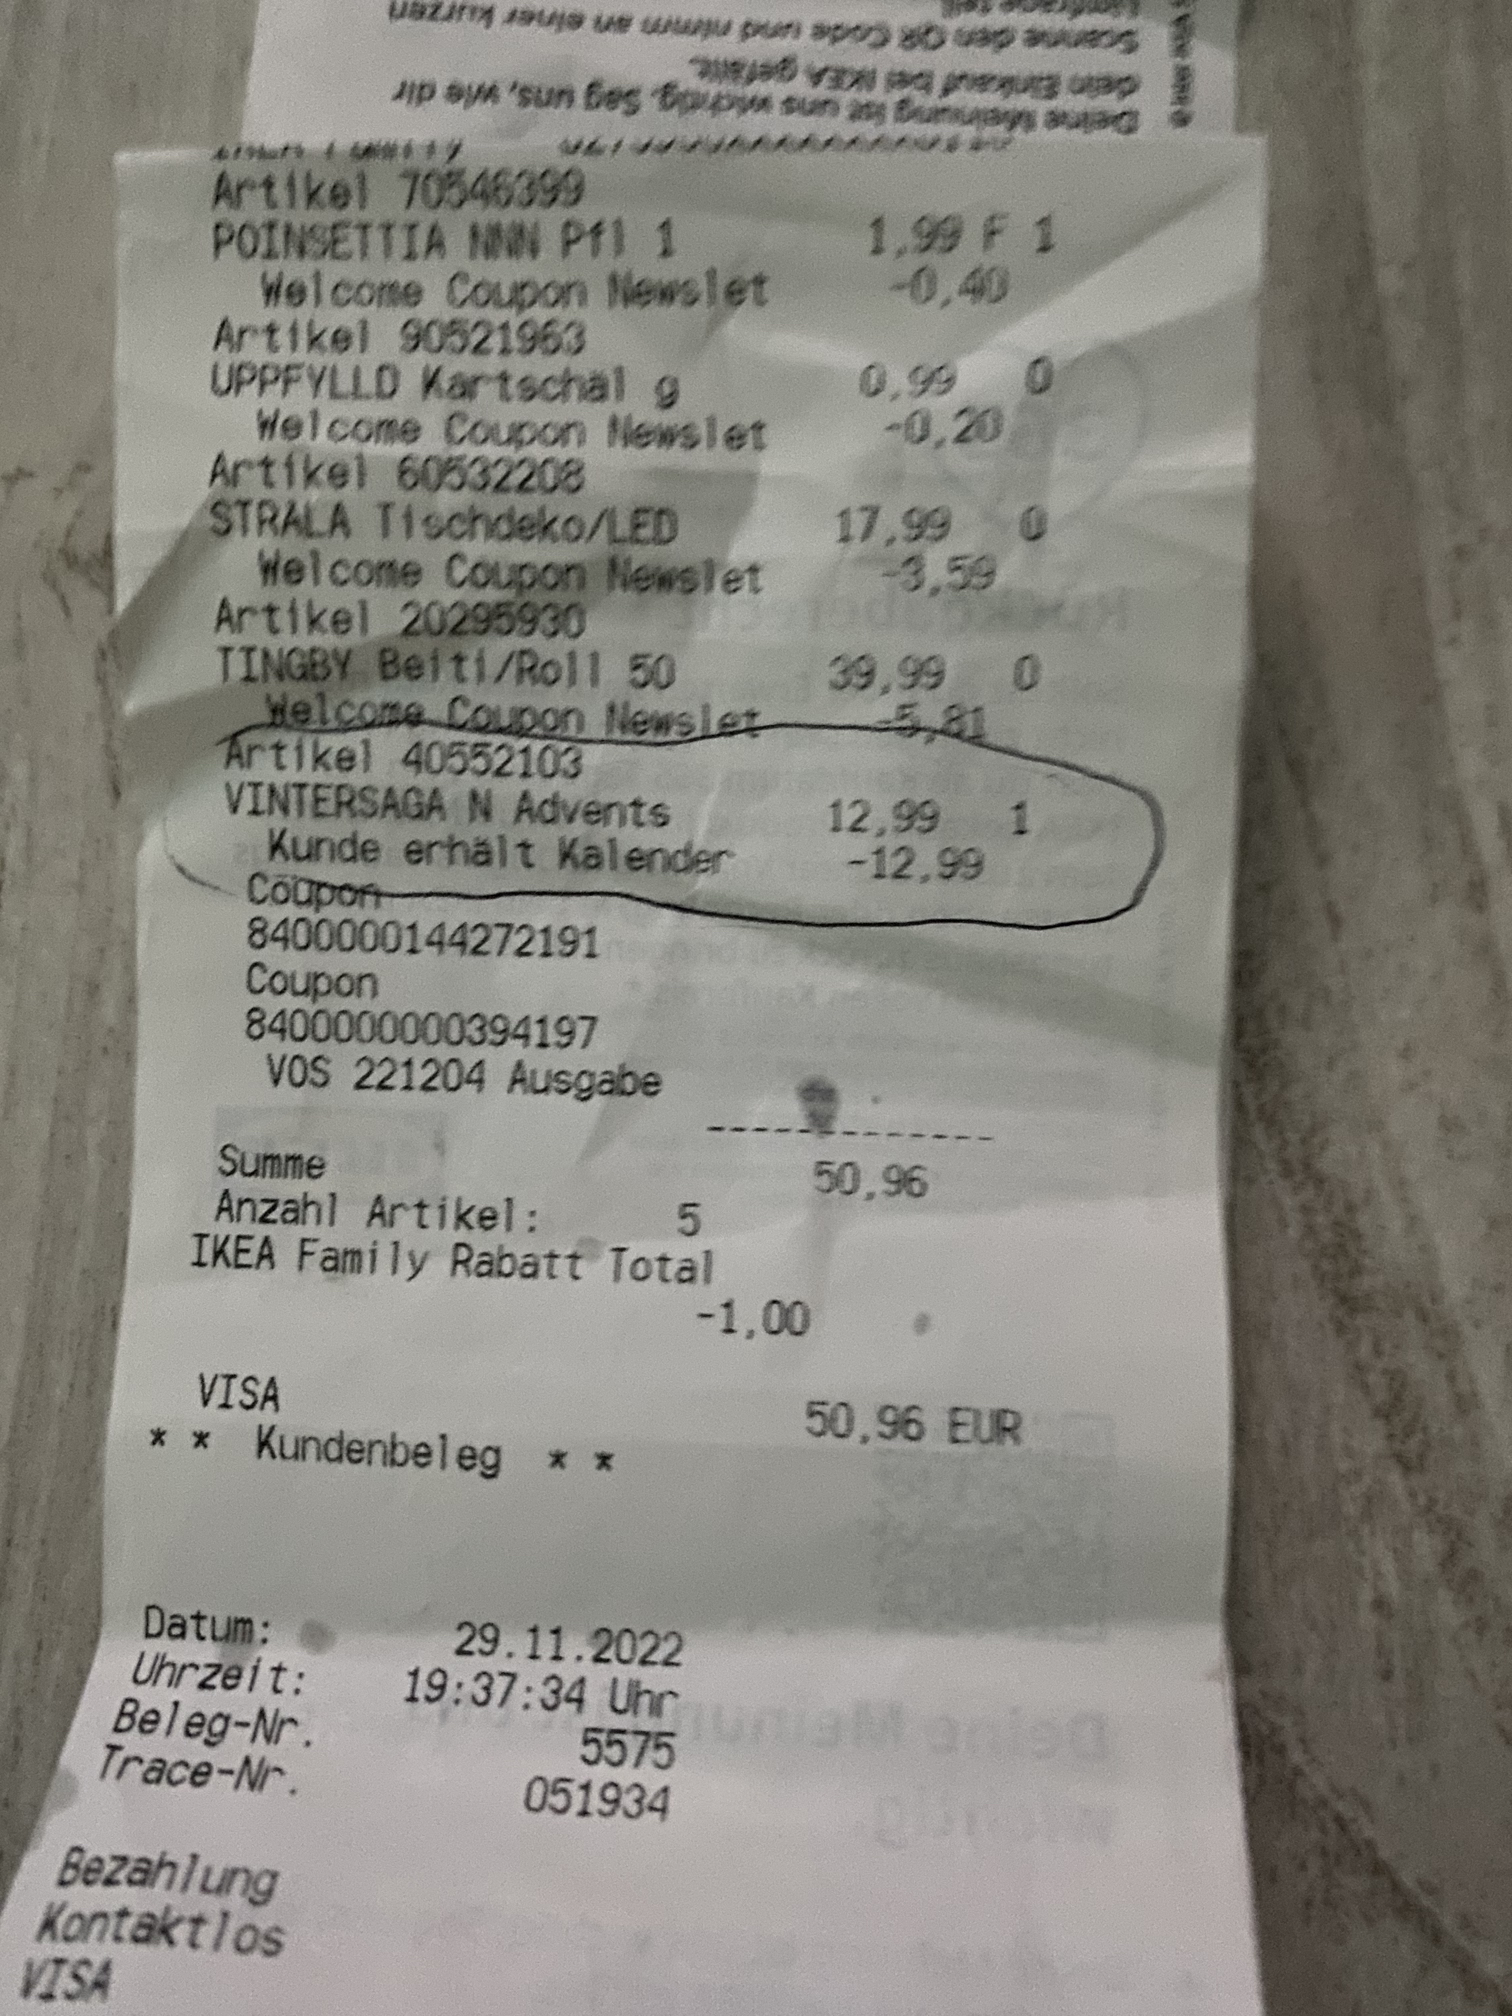 Deine Meinung ist uns wichtig. Sag uns, wie dir
dein Einkauf bei IKEA gefällt.
Scanne den QR Code und nimm an einer kurzen
Artikel 70546399
POINSETTIA NNN Pfl 1 1,99 F 1
Welcome Coupon Newslet -0,40
Artikel 90521963
UPPFYLLD Kartschäl g 0,99 0
Welcome Coupon Newslet -0,20
Artikel 60532208
STRALA Tischdeko/LED 17,99 0
Welcome Coupon Newslet -3,59
Artikel 20295930
TINGBY Beiti/Roll 50 39,99 0
Welcome Coupon Newslet -5,81
Artikel 40552103
VINTERSAGA N Advents 12,99 1
Kunde erhält Kalender -12,99
Coupon
8400000144272191
Coupon
8400000000394197
VOS 221204 Ausgabe
Summe 50,96
Anzahl Artikel: 5
IKEA Family Rabatt Total
-1,00
VISA 50,96 EUR
* * Kundenbeleg * *
Datum: 29.11.2022
Uhrzeit: 19:37:34 Uhr
Beleg-Nr. 5575
Trace-Nr. 051934
Bezahlung
Kontaktlos
VISA